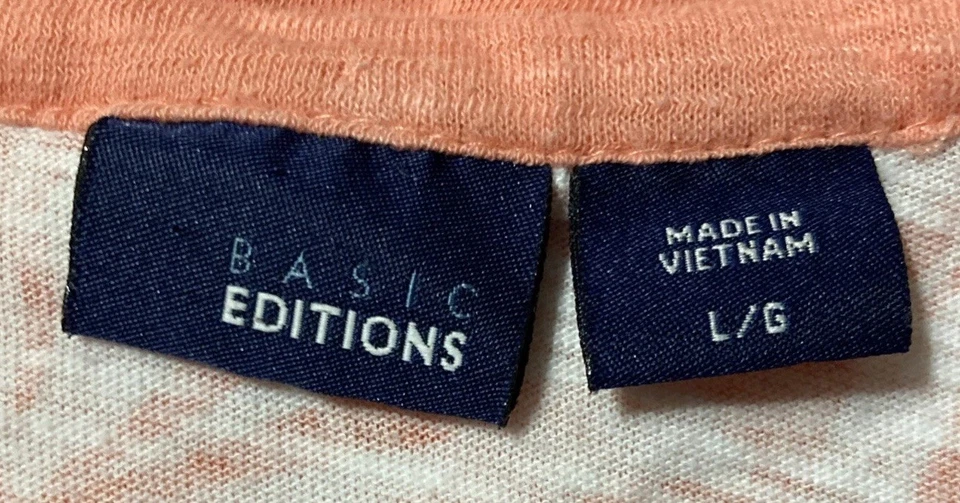 BASIC
EDITIONS
MADE IN
VIETNAM
L/G